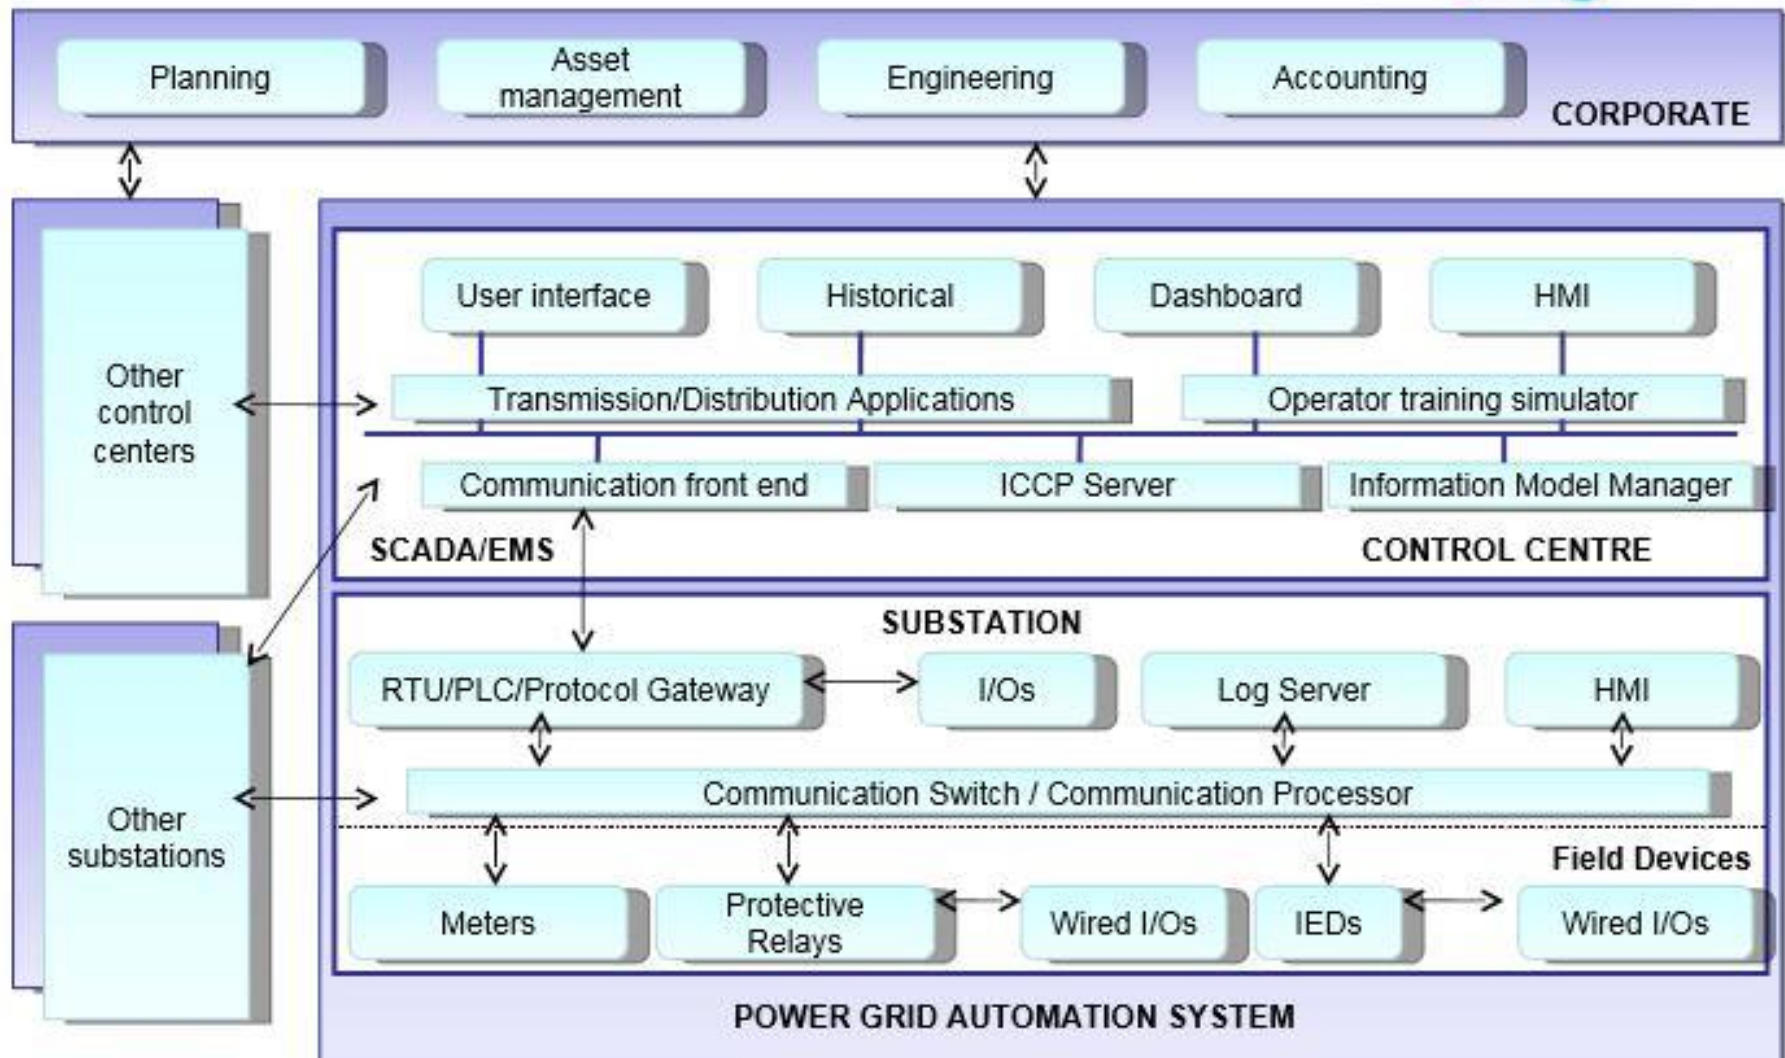 Planning
Asset
management
Engineering
Accounting
CORPORATE
Other
control
centers
User interface
Historical
Dashboard
HMI
Transmission/Distribution Applications
Operator training simulator
Communication front end
ICCP Server
Information Model Manager
SCADA/EMS
CONTROL CENTRE
Other
substations
SUBSTATION
RTU/PLC/Protocol Gateway
I/Os
Log Server
HMI
Communication Switch / Communication Processor
Field Devices
Meters
Protective
Relays
Wired I/Os
IEDs
Wired I/Os
POWER GRID AUTOMATION SYSTEM